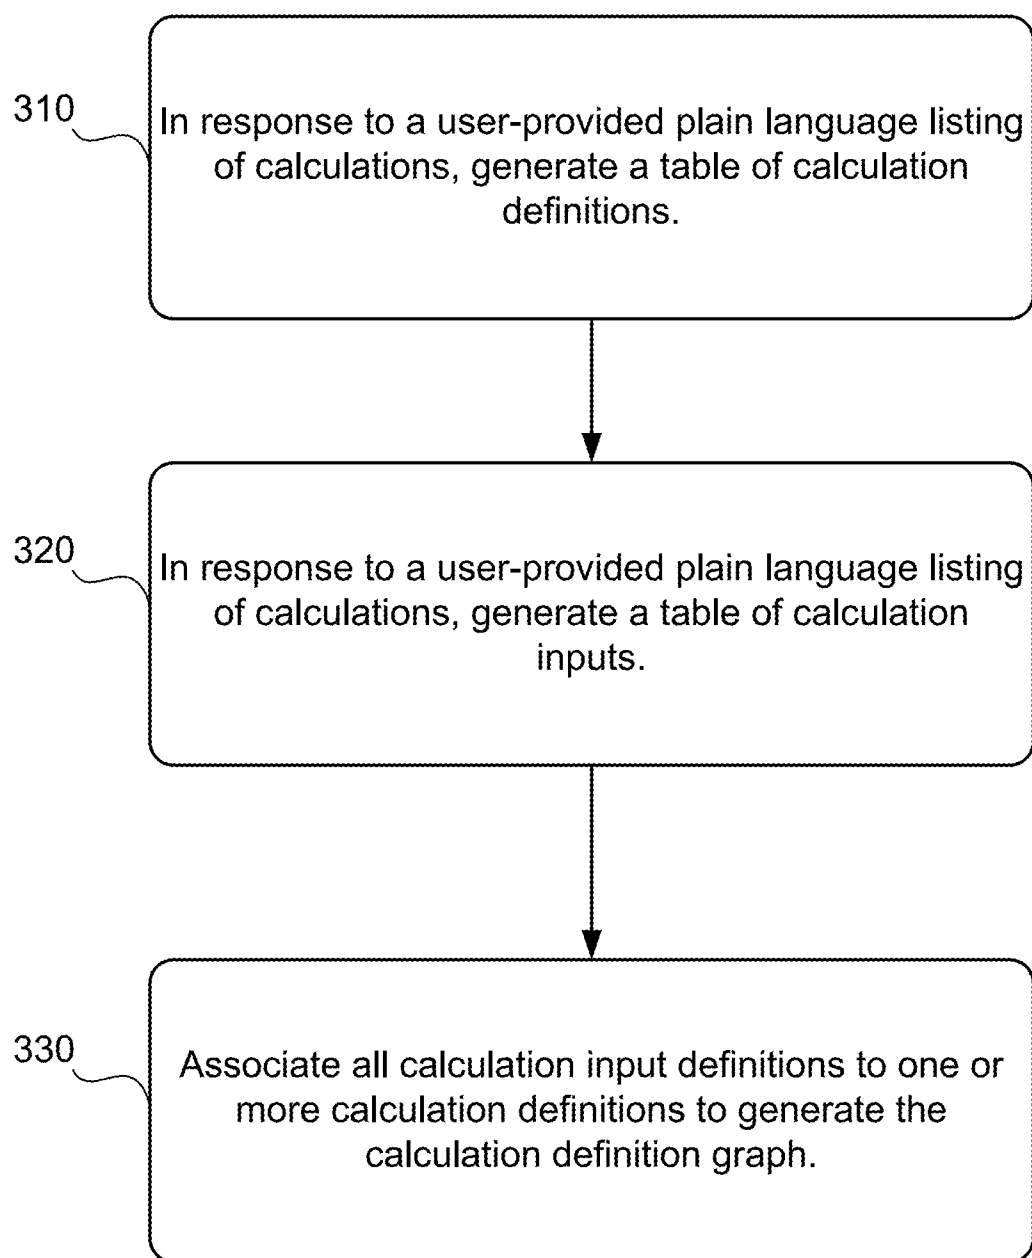 310
In response to a user-provided plain language listing
of calculations, generate a table of calculation
definitions.
320
In response to a user-provided plain language listing
of calculations, generate a table of calculation
inputs.
330
Associate all calculation input definitions to one or
more calculation definitions to generate the
calculation definition graph.